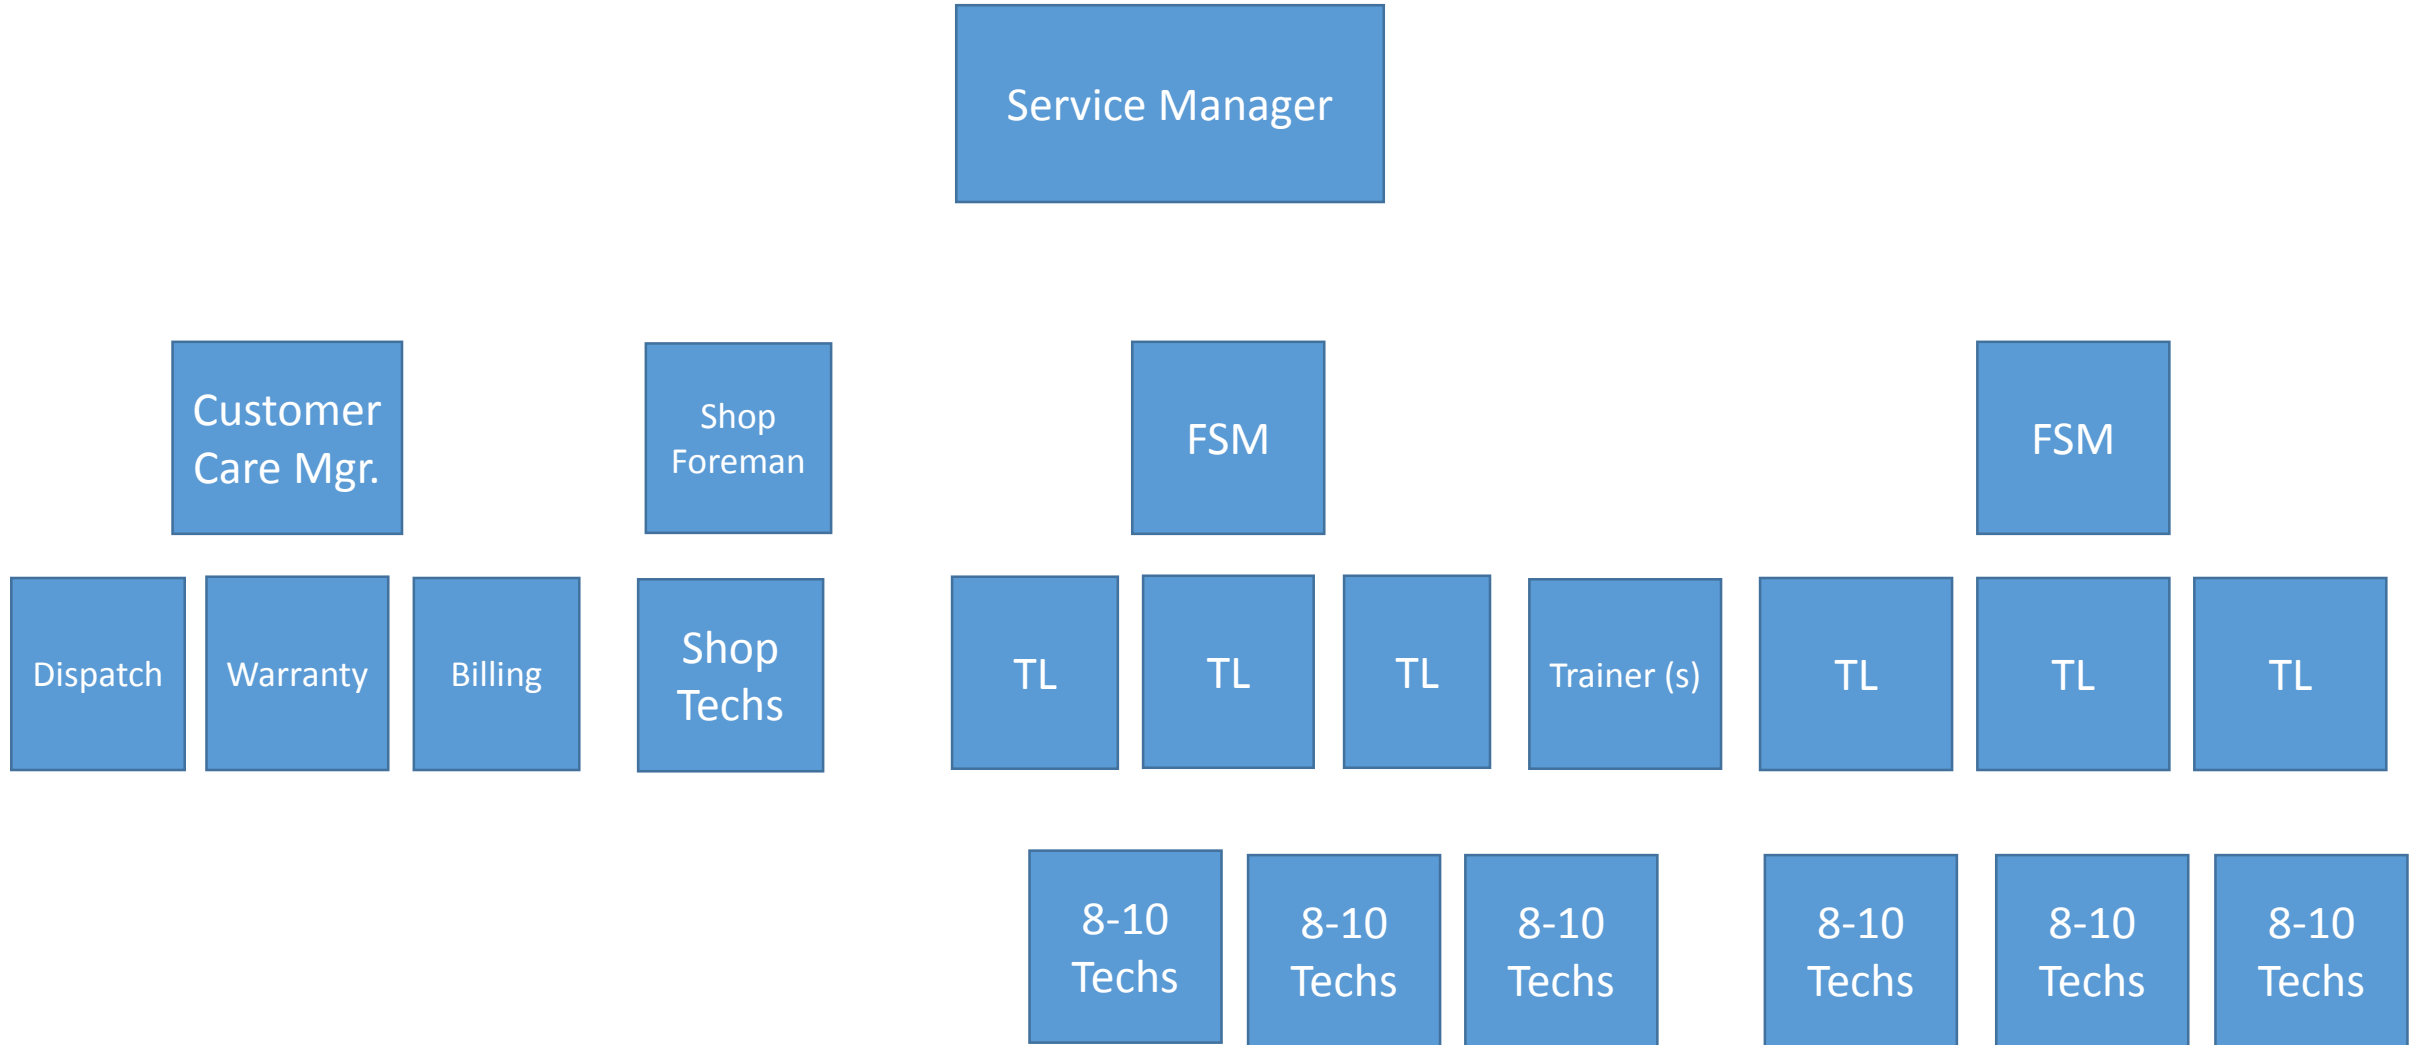 Service Manager
Customer
Care Mgr.
Shop
Foreman
FSM
FSM
Dispatch
Warranty
Billing
Shop
Techs
TL
TL
TL
Trainer (s)
TL
TL
TL
8-10
Techs
8-10
Techs
8-10
Techs
8-10
Techs
8-10
Techs
8-10
Techs